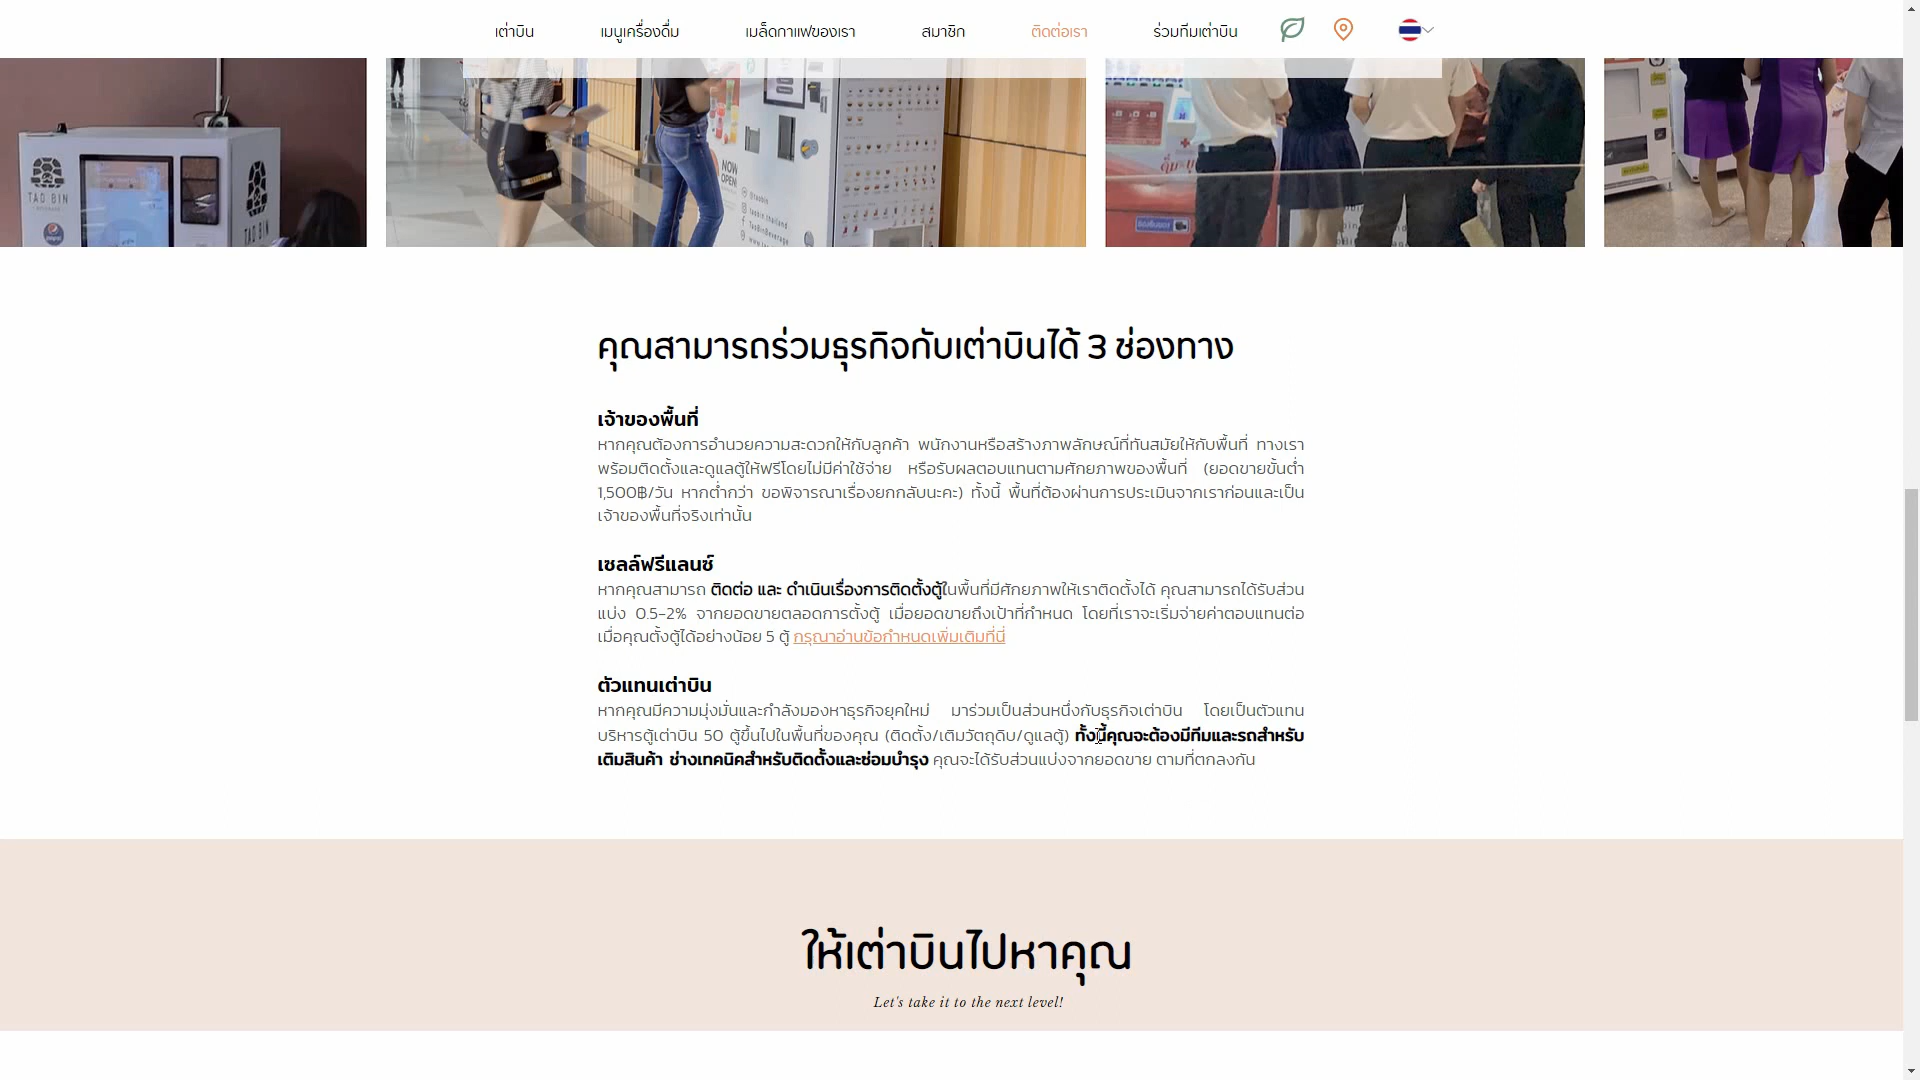 เต่าบิน เมนูเครื่องดื่ม เมล็ดกาแฟของเรา สมาชิก ติดต่อเรา ร่วมทีมเต่าบิน
TAO BIN
TAO BIN
pepsi
NOW
OPEN
@taobin
taobin.thailand
TaoBinBeverage
คุณสามารถร่วมธุรกิจกับเต่าบินได้ 3 ช่องทาง
เจ้าของพื้นที่
หากคุณต้องการอำนวยความสะดวกให้กับลูกค้า พนักงานหรือสร้างภาพลักษณ์ที่ทันสมัยให้กับพื้นที่ ทางเรา
พร้อมติดตั้งและดูแลตู้ให้ฟรีโดยไม่มีค่าใช้จ่าย หรือรับผลตอบแทนตามศักยภาพของพื้นที่ (ยอดขายขั้นต่ำ
1,500฿/วัน หากต่ำกว่า ขอพิจารณาเรื่องยกกลับนะคะ) ทั้งนี้ พื้นที่ต้องผ่านการประเมินจากเราก่อนและเป็น
เจ้าของพื้นที่จริงเท่านั้น
เซลล์ฟรีแลนซ์
หากคุณสามารถ ติดต่อ และ ดำเนินเรื่องการติดตั้งตู้ในพื้นที่มีศักยภาพให้เราติดตั้งได้ คุณสามารถได้รับส่วน
แบ่ง 0.5-2% จากยอดขายตลอดการตั้งตู้ เมื่อยอดขายถึงเป้าที่กำหนด โดยที่เราจะเริ่มจ่ายค่าตอบแทนต่อ
เมื่อคุณตั้งตู้ได้อย่างน้อย 5 ตู้ กรุณาอ่านข้อกำหนดเพิ่มเติมที่นี่
ตัวแทนเต่าบิน
หากคุณมีความมุ่งมั่นและกำลังมองหาธุรกิจยุคใหม่ มาร่วมเป็นส่วนหนึ่งกับธุรกิจเต่าบิน โดยเป็นตัวแทน
บริหารตู้เต่าบิน 50 ตู้ขึ้นไปในพื้นที่ของคุณ (ติดตั้ง/เติมวัตถุดิบ/ดูแลตู้) ทั้งนี้คุณจะต้องมีทีมและรถสำหรับ
เติมสินค้า ช่างเทคนิคสำหรับติดตั้งและซ่อมบำรุง คุณจะได้รับส่วนแบ่งจากยอดขาย ตามที่ตกลงกัน
ให้เต่าบินไปหาคุณ
Let's take it to the next level!